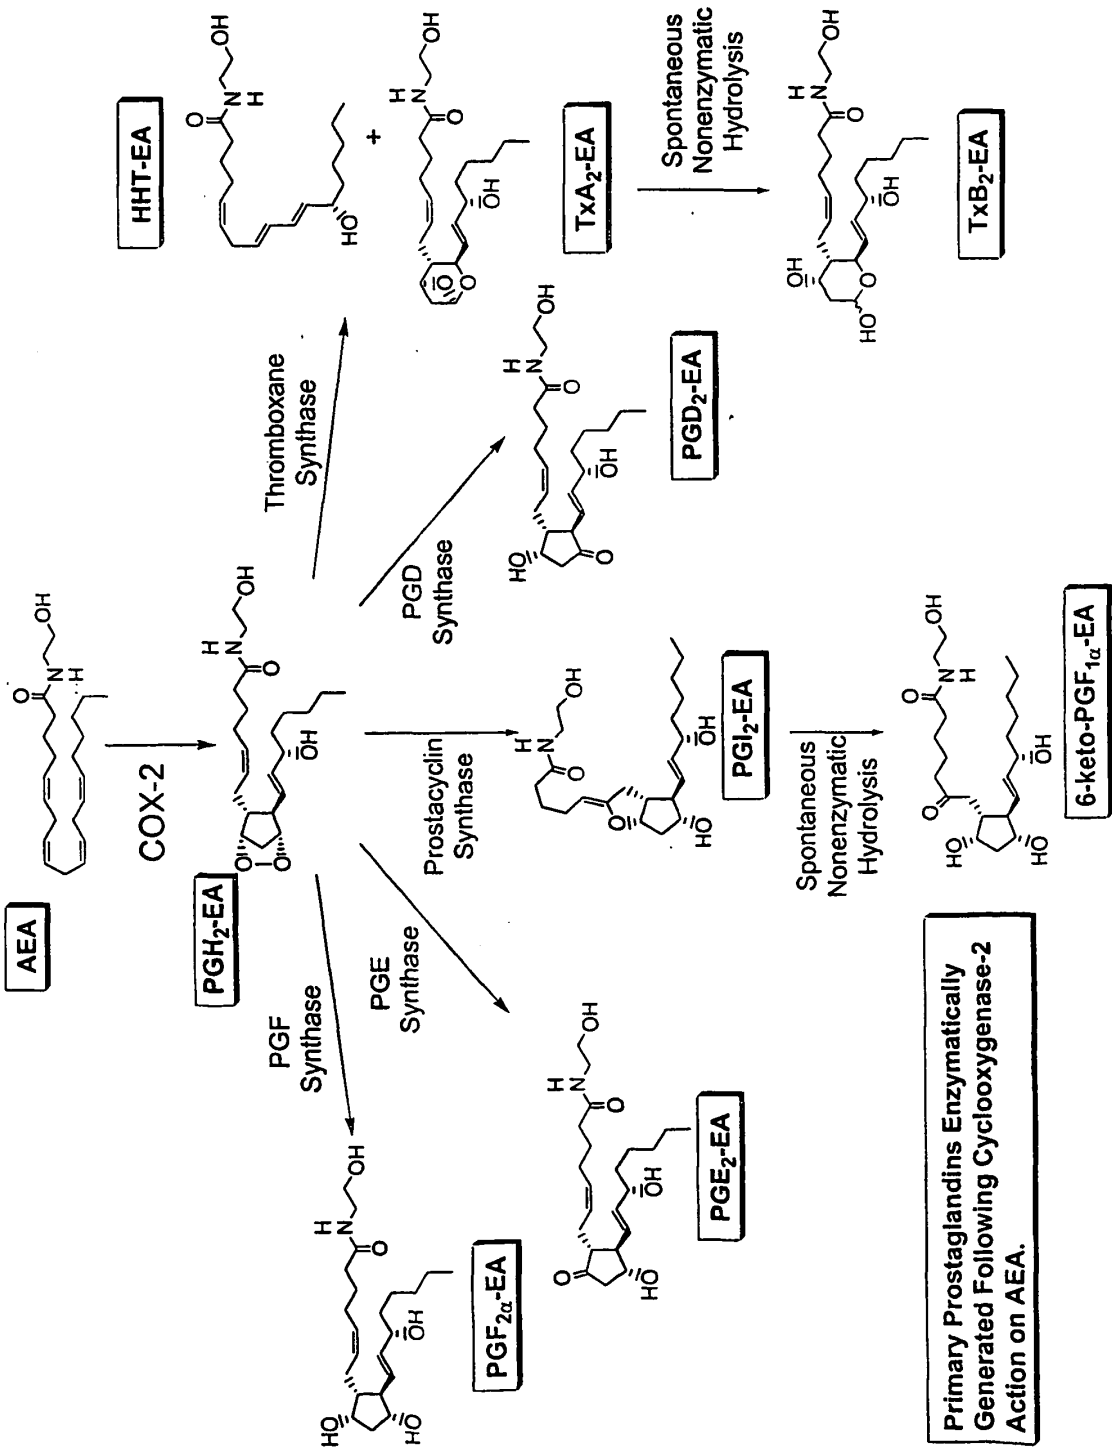 AEA
COX-2
PGH2-EA
PGF
Synthase
PGE
Synthase
Prostacyclin
Synthase
PGD
Synthase
Thromboxane
Synthase
PGF2α-EA
PGE2-EA
PGI2-EA
PGD2-EA
HHT-EA
+
TxA2-EA
Spontaneous
Nonenzymatic
Hydrolysis
6-keto-PGF1α-EA
Spontaneous
Nonenzymatic
Hydrolysis
TxB2-EA
Primary Prostaglandins Enzymatically
Generated Following Cyclooxygenase-2
Action on AEA.